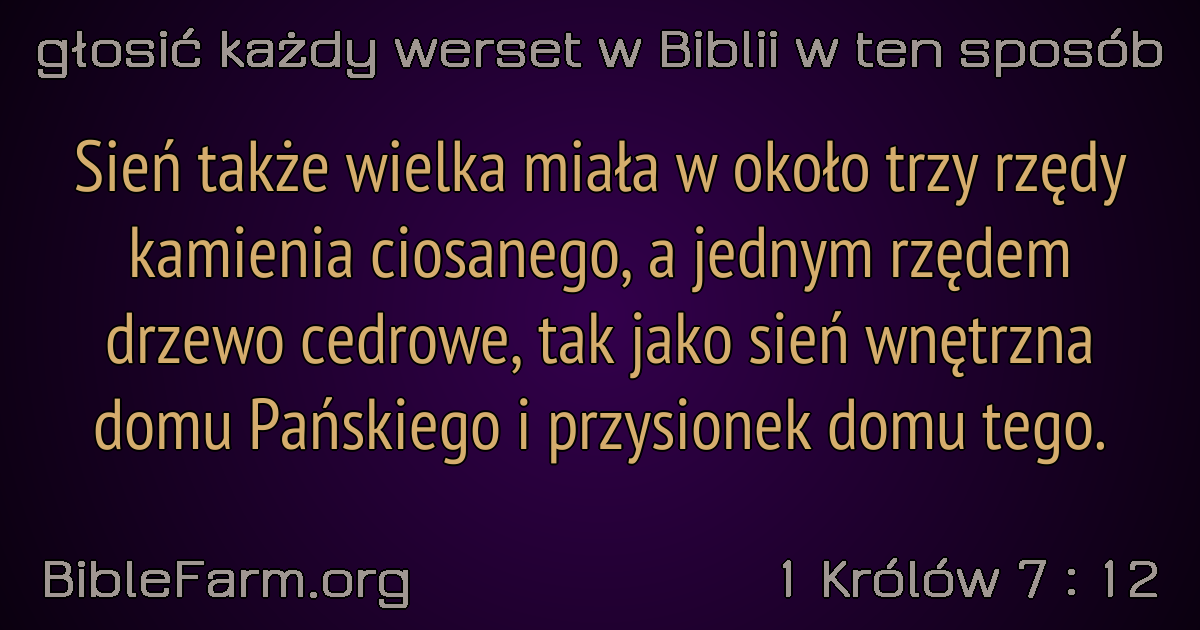 głosić każdy werset w Biblii w ten sposób
Sień także wielka miała w około trzy rzędy
kamienia ciosanego, a jednym rzędem
drzewo cedrowe, tak jako sień wnętrzna
domu Pańskiego i przysionek domu tego.
BibleFarm.org
1 Królów 7 : 12